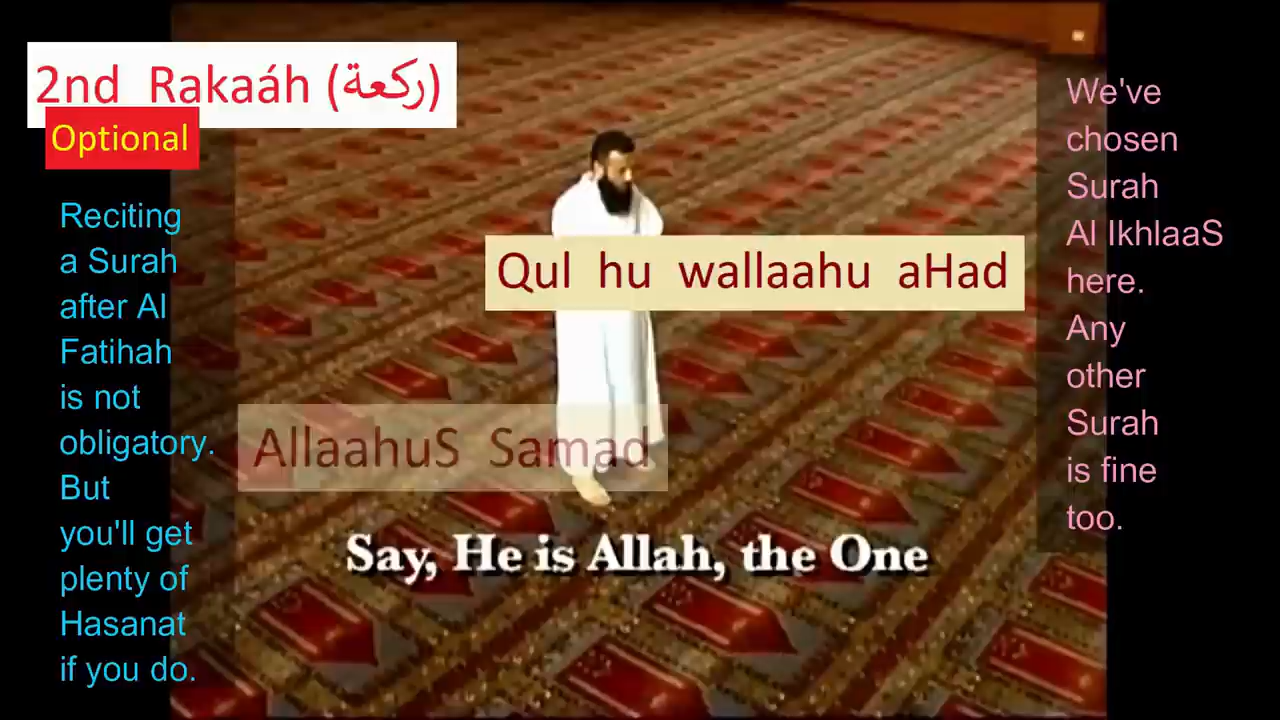 2nd Rakaáh (ركعة)
Optional
Reciting
a Surah
after Al
Fatihah
is not
obligatory.
But
you'll get
plenty of
Hasanat
if you do.
Qul hu wallaahu aHad
AllaahuS Samad
Say, He is Allah, the One
We've
chosen
Surah
Al IkhlaaS
here.
Any
other
Surah
is fine
too.